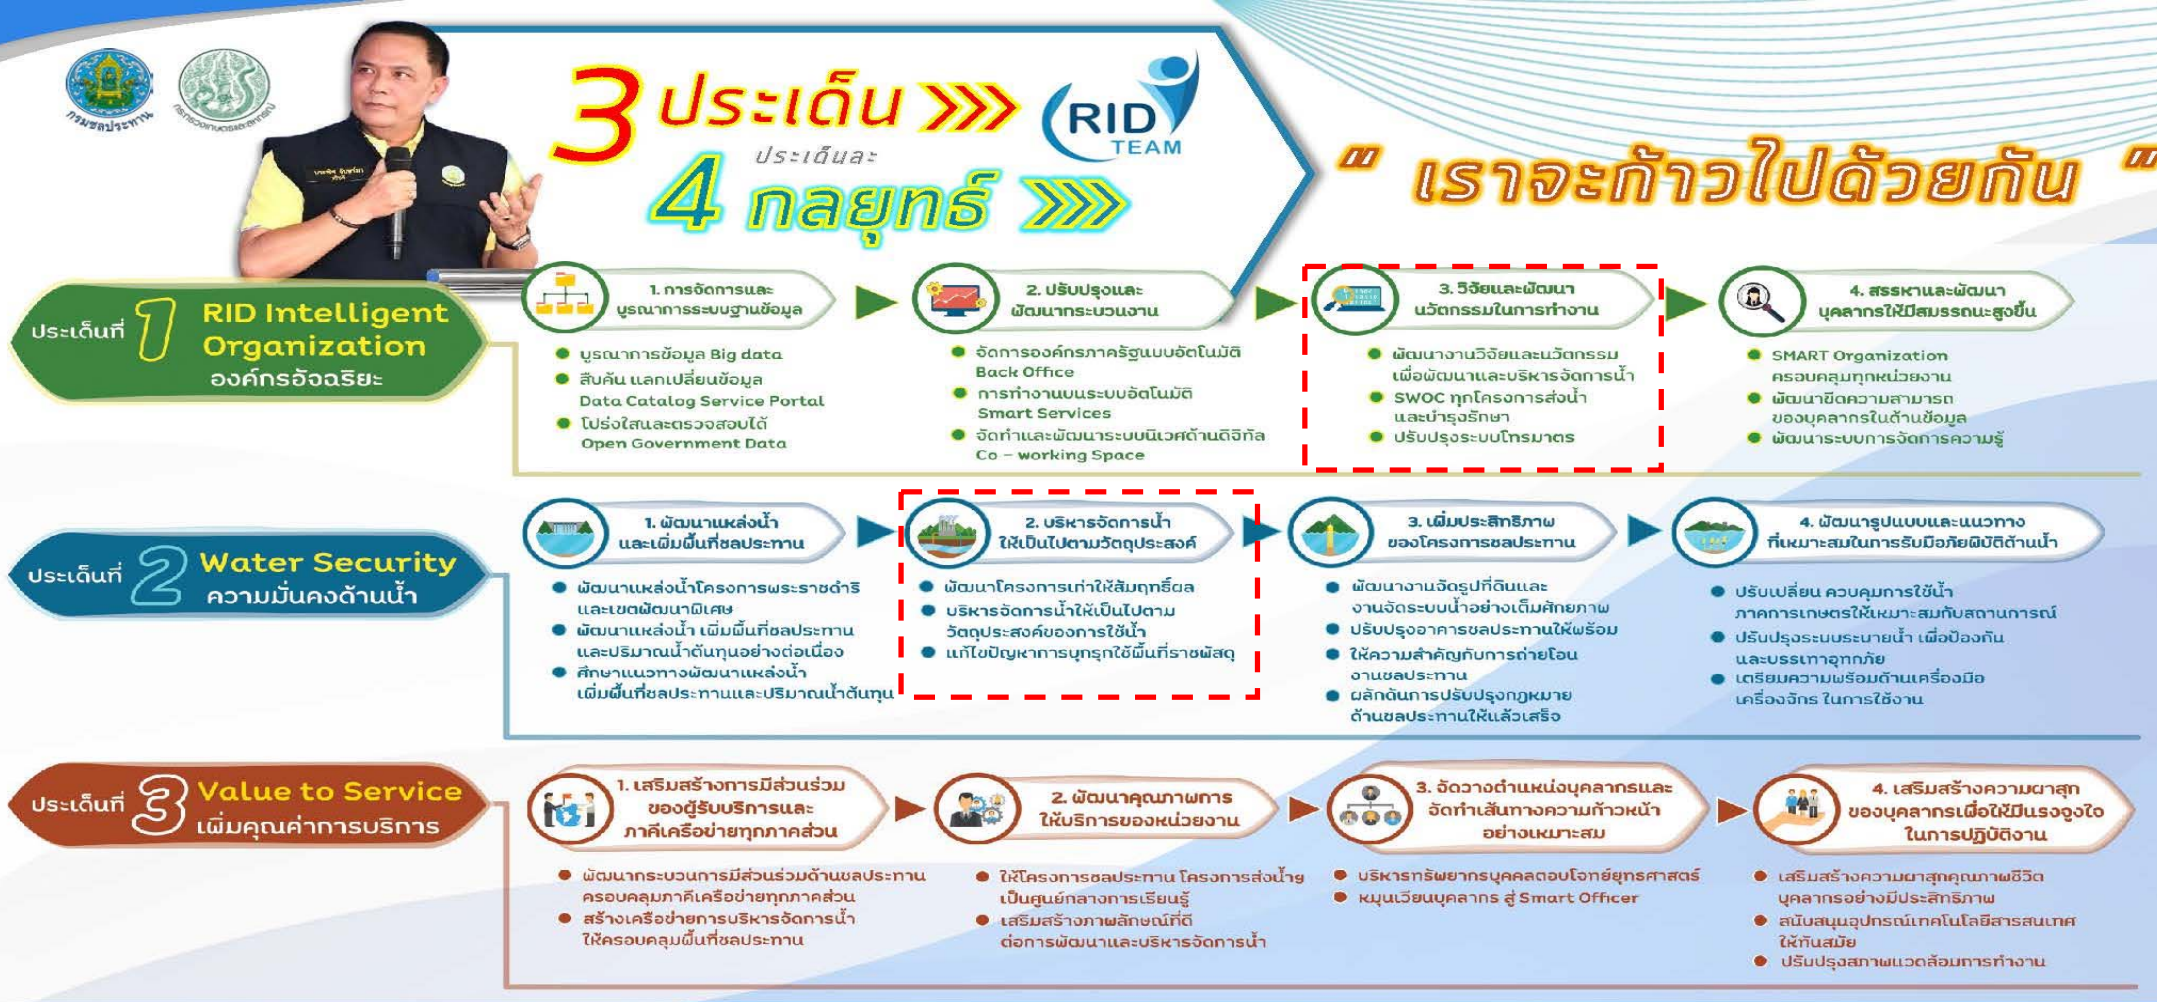 กรมชลประทาน
กระทรวงเกษตรและสหกรณ์
3 ประเด็น
ประเด็นละ
4 กลยุทธ์
RID
TEAM
“ เราจะก้าวไปด้วยกัน ”
ประเด็นที่ 1
RID Intelligent
Organization
องค์กรอัจฉริยะ
1. การจัดการและ
บูรณาการระบบฐานข้อมูล
บูรณาการข้อมูล Big data
สืบค้น แลกเปลี่ยนข้อมูล
Data Catalog Service Portal
โปร่งใสและตรวจสอบได้
Open Government Data
2. ปรับปรุงและ
พัฒนากระบวนงาน
จัดการองค์กรภาครัฐแบบอัตโนมัติ
Back Office
การทำงานบนระบบอัตโนมัติ
Smart Services
จัดทำและพัฒนาระบบนิเวศด้านดิจิทัล
Co – working Space
3. วิจัยและพัฒนา
นวัตกรรมในการทำงาน
พัฒนางานวิจัยและนวัตกรรม
เพื่อพัฒนาและบริหารจัดการน้ำ
SWOC ทุกโครงการส่งน้ำ
และบำรุงรักษา
ปรับปรุงระบบโทรมาตร
4. สรรหาและพัฒนา
บุคลากรให้มีสมรรถนะสูงขึ้น
SMART Organization
ครอบคลุมทุกหน่วยงาน
พัฒนาขีดความสามารถ
ของบุคลากรในด้านข้อมูล
พัฒนาระบบการจัดการความรู้
ประเด็นที่ 2
Water Security
ความมั่นคงด้านน้ำ
1. พัฒนาแหล่งน้ำ
และเพิ่มพื้นที่ชลประทาน
พัฒนาแหล่งน้ำโครงการพระราชดำริ
และเขตพัฒนาพิเศษ
พัฒนาแหล่งน้ำ เพิ่มพื้นที่ชลประทาน
และปริมาณน้ำต้นทุนอย่างต่อเนื่อง
ศึกษาแนวทางพัฒนาแหล่งน้ำ
เพิ่มพื้นที่ชลประทานและปริมาณน้ำต้นทุน
2. บริหารจัดการน้ำ
ให้เป็นไปตามวัตถุประสงค์
พัฒนาโครงการเก่าให้สัมฤทธิ์ผล
บริหารจัดการน้ำให้เป็นไปตาม
วัตถุประสงค์ของการใช้น้ำ
แก้ไขปัญหาการบุกรุกใช้พื้นที่ราชพัสดุ
3. เพิ่มประสิทธิภาพ
ของโครงการชลประทาน
พัฒนางานจัดรูปที่ดินและ
งานจัดระบบน้ำอย่างเต็มศักยภาพ
ปรับปรุงอาคารชลประทานให้พร้อม
ให้ความสำคัญกับการถ่ายโอน
งานชลประทาน
ผลักดันการปรับปรุงกฎหมาย
ด้านชลประทานให้แล้วเสร็จ
4. พัฒนารูปแบบและแนวทาง
ที่เหมาะสมในการรับมือภัยพิบัติด้านน้ำ
ปรับเปลี่ยน ควบคุมการใช้น้ำ
ภาคการเกษตรให้เหมาะสมกับสถานการณ์
ปรับปรุงระบบระบายน้ำ เพื่อป้องกัน
และบรรเทาอุทกภัย
เตรียมความพร้อมด้านเครื่องมือ
เครื่องจักร ในการใช้งาน
ประเด็นที่ 3
Value to Service
เพิ่มคุณค่าการบริการ
1. เสริมสร้างการมีส่วนร่วม
ของผู้รับบริการและ
ภาคีเครือข่ายทุกภาคส่วน
พัฒนากระบวนการมีส่วนร่วมด้านชลประทาน
ครอบคลุมภาคีเครือข่ายทุกภาคส่วน
สร้างเครือข่ายการบริหารจัดการน้ำ
ให้ครอบคลุมพื้นที่ชลประทาน
2. พัฒนาคุณภาพการ
ให้บริการของหน่วยงาน
ให้โครงการชลประทาน โครงการส่งน้ำฯ
เป็นศูนย์กลางการเรียนรู้
เสริมสร้างภาพลักษณ์ที่ดี
ต่อการพัฒนาและบริหารจัดการน้ำ
3. จัดวางตำแหน่งบุคลากรและ
จัดทำเส้นทางความก้าวหน้า
อย่างเหมาะสม
บริหารทรัพยากรบุคคลตอบโจทย์ยุทธศาสตร์
หมุนเวียนบุคลากร สู่ Smart Officer
4. เสริมสร้างความผาสุก
ของบุคลากรเพื่อให้มีแรงจูงใจ
ในการปฏิบัติงาน
เสริมสร้างความผาสุกคุณภาพชีวิต
บุคลากรอย่างมีประสิทธิภาพ
สนับสนุนอุปกรณ์เทคโนโลยีสารสนเทศ
ให้ทันสมัย
ปรับปรุงสภาพแวดล้อมการทำงาน